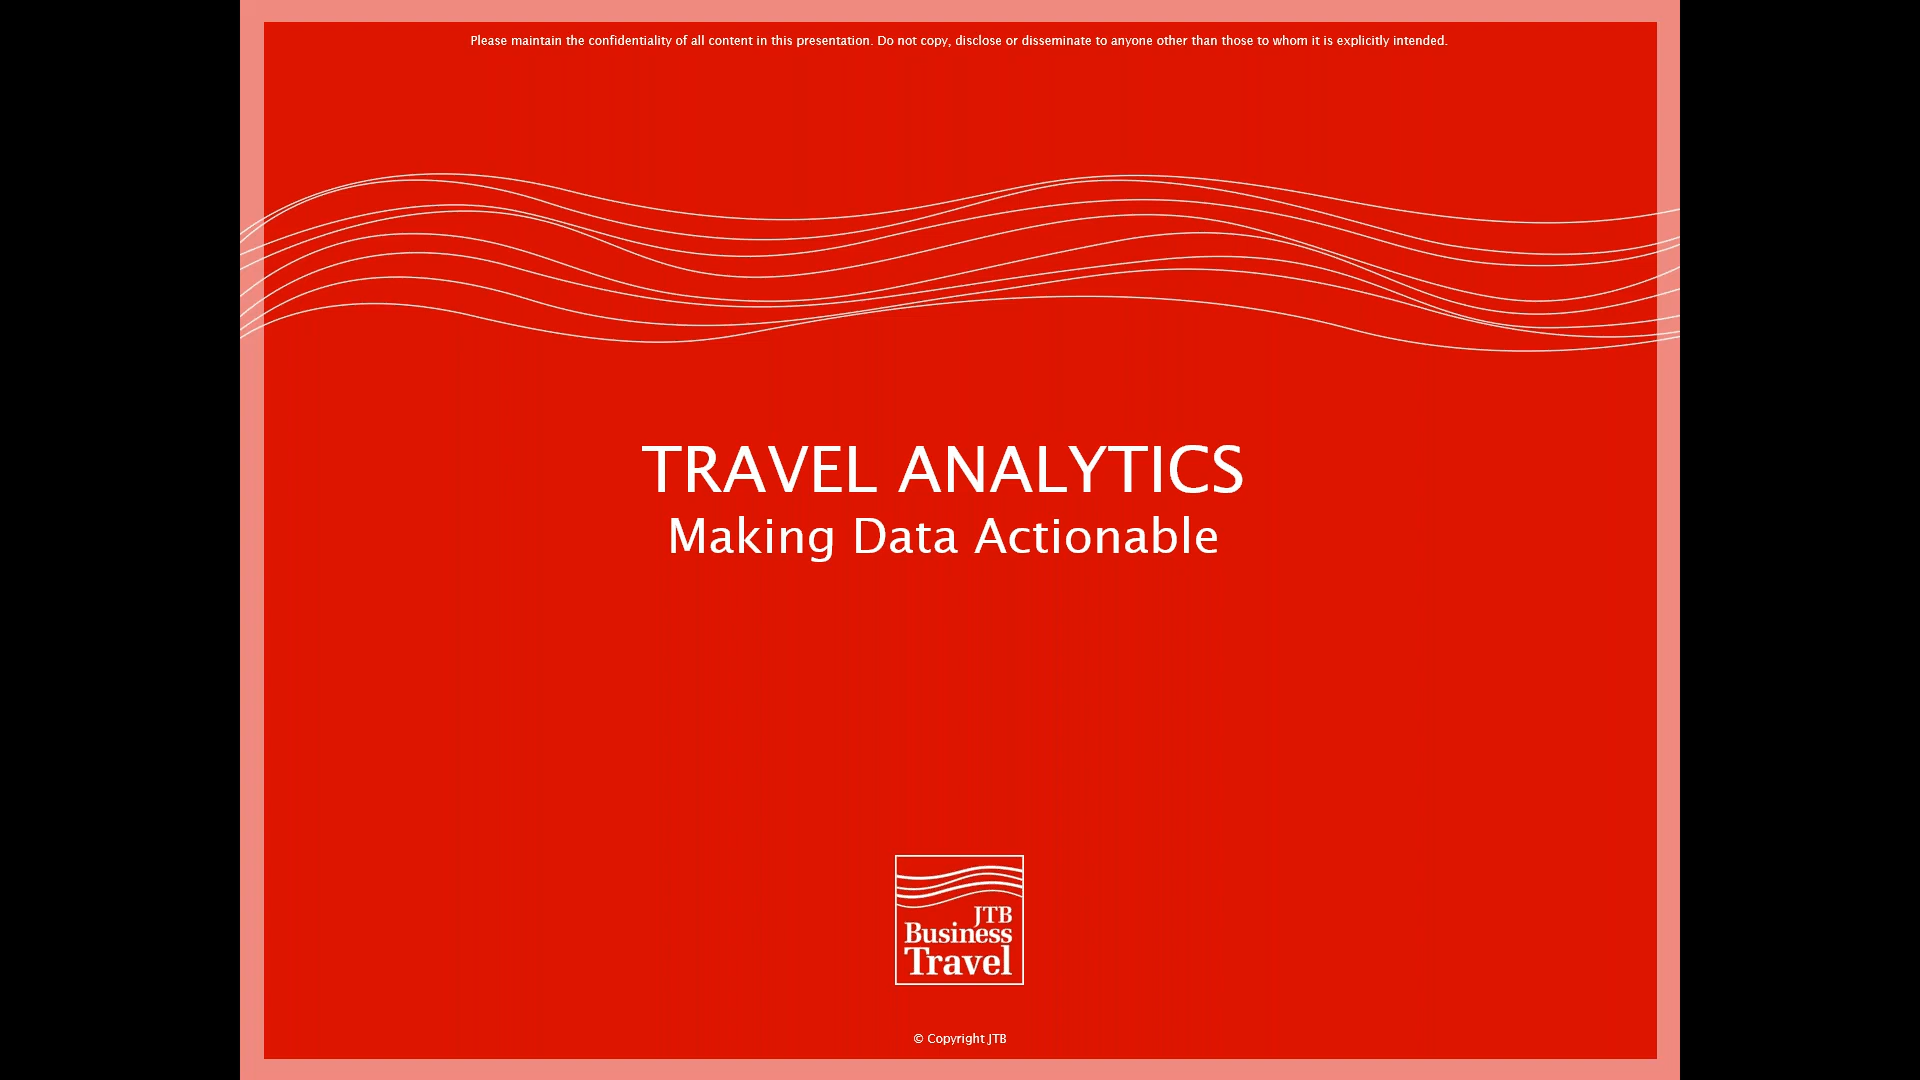 Please maintain the confidentiality of all content in this presentation. Do not copy, disclose or disseminate to anyone other than those to whom it is explicitly intended.
TRAVEL ANALYTICS
Making Data Actionable
JTB
Business
Travel
© Copyright JTB